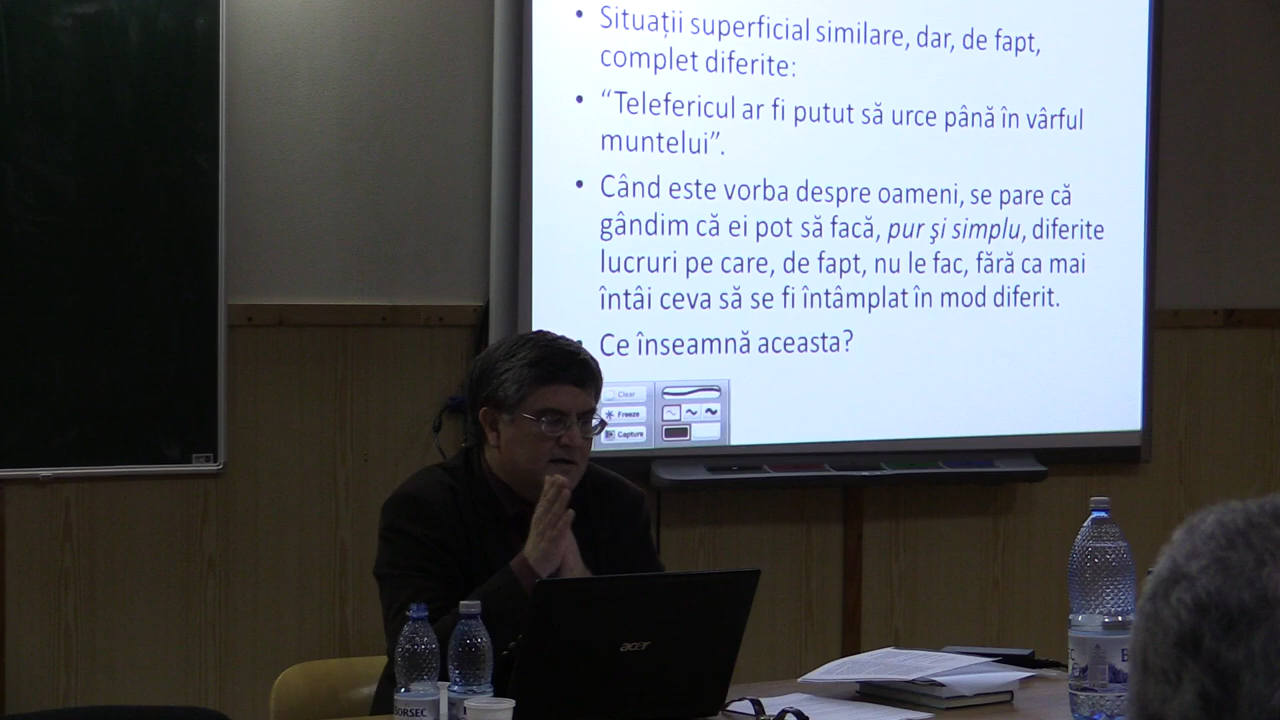 • Situații superficial similare, dar, de fapt,
complet diferite:
• “Telefericul ar fi putut să urce până în vârful
muntelui”.
• Când este vorba despre oameni, se pare că
gândim că ei pot să facă, pur şi simplu, diferite
lucruri pe care, de fapt, nu le fac, fără ca mai
întâi ceva să se fi întâmplat în mod diferit.
Ce înseamnă aceasta?
Clear
Freeze
Capture
acer
BORSEC